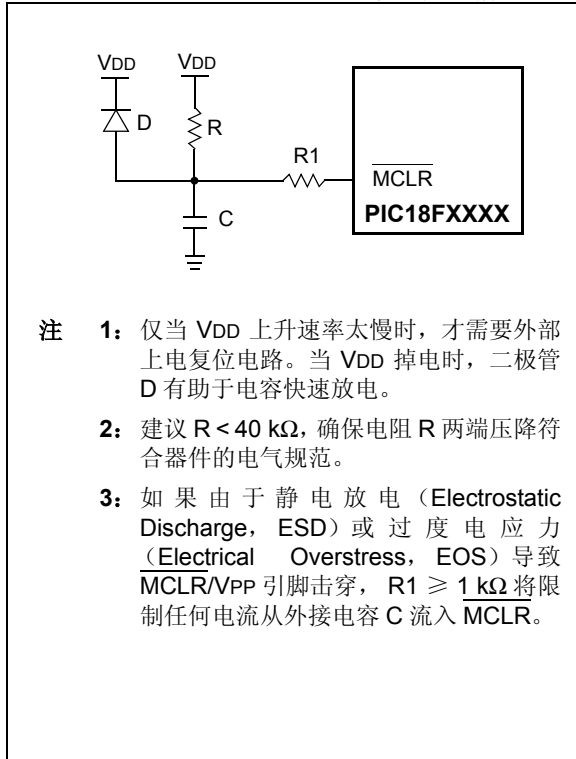 VDD VDD
D
R
R1
MCLR
PIC18FXXXX
C
注 1: 仅当 VDD 上升速率太慢时，才需要外部
上电复位电路。当 VDD 掉电时，二极管
D 有助于电容快速放电。
2: 建议 R < 40 kΩ，确保电阻 R 两端压降符
合器件的电气规范。
3: 如果由于静电放电（Electrostatic
Discharge，ESD）或过度电应力
（Electrical Overstress，EOS）导致
MCLR/VPP 引脚击穿，R1 ≥ 1 kΩ 将限
制任何电流从外接电容 C 流入 MCLR。